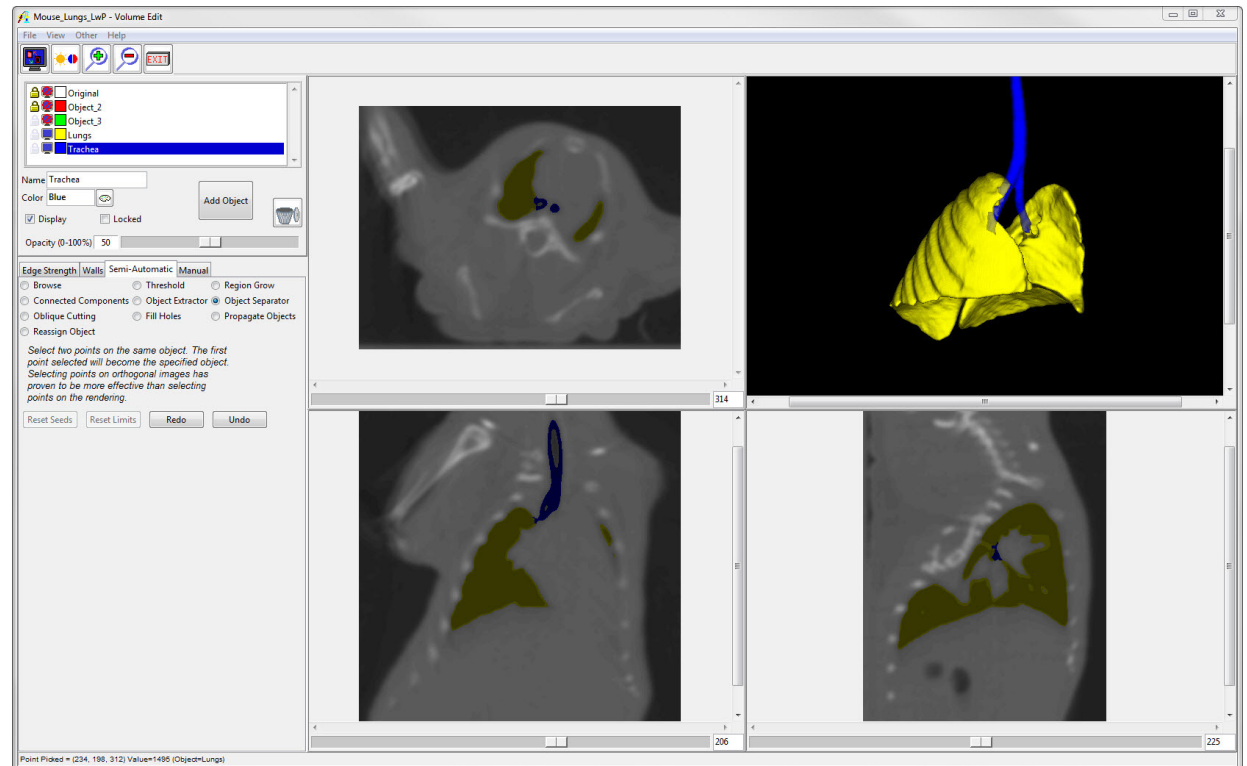 Mouse_Lungs_LwP - Volume Edit
File View Other Help
EXIT
Original
Object_2
Object_3
Lungs
Trachea
Name Trachea
Color Blue
Add Object
Display Locked
Opacity (0-100%) 50
Edge Strength Walls Semi-Automatic Manual
Browse Threshold Region Grow
Connected Components Object Extractor Object Separator
Oblique Cutting Fill Holes Propagate Objects
Reassign Object
Select two points on the same object. The first
point selected will become the specified object.
Selecting points on orthogonal images has
proven to be more effective than selecting
points on the rendering.
Reset Seeds Reset Limits Redo Undo
314
206
225
Point Picked = (234, 198, 312) Value=1496 (Object=Lungs)